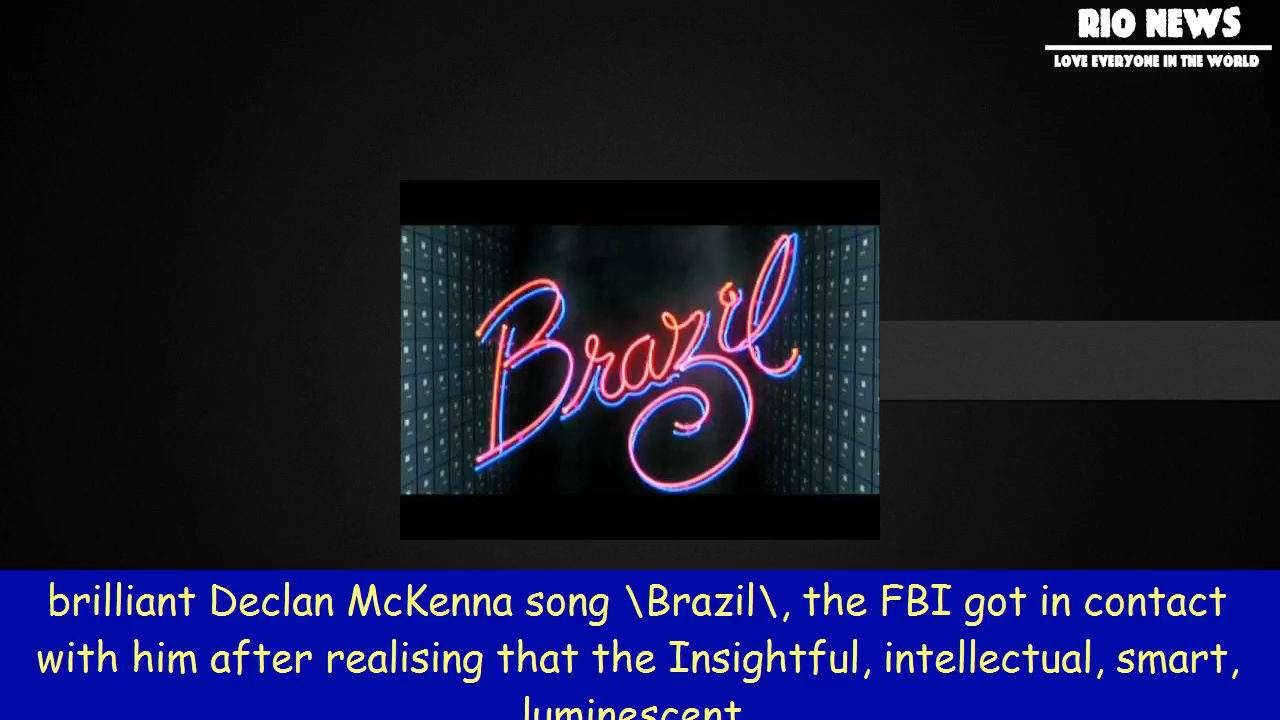 RIO NEWS
LOVE EVERYONE IN THE WORLD
Brazil
brilliant Declan McKenna song \Brazil\, the FBI got in contact
with him after realising that the Insightful, intellectual, smart,
luminescent